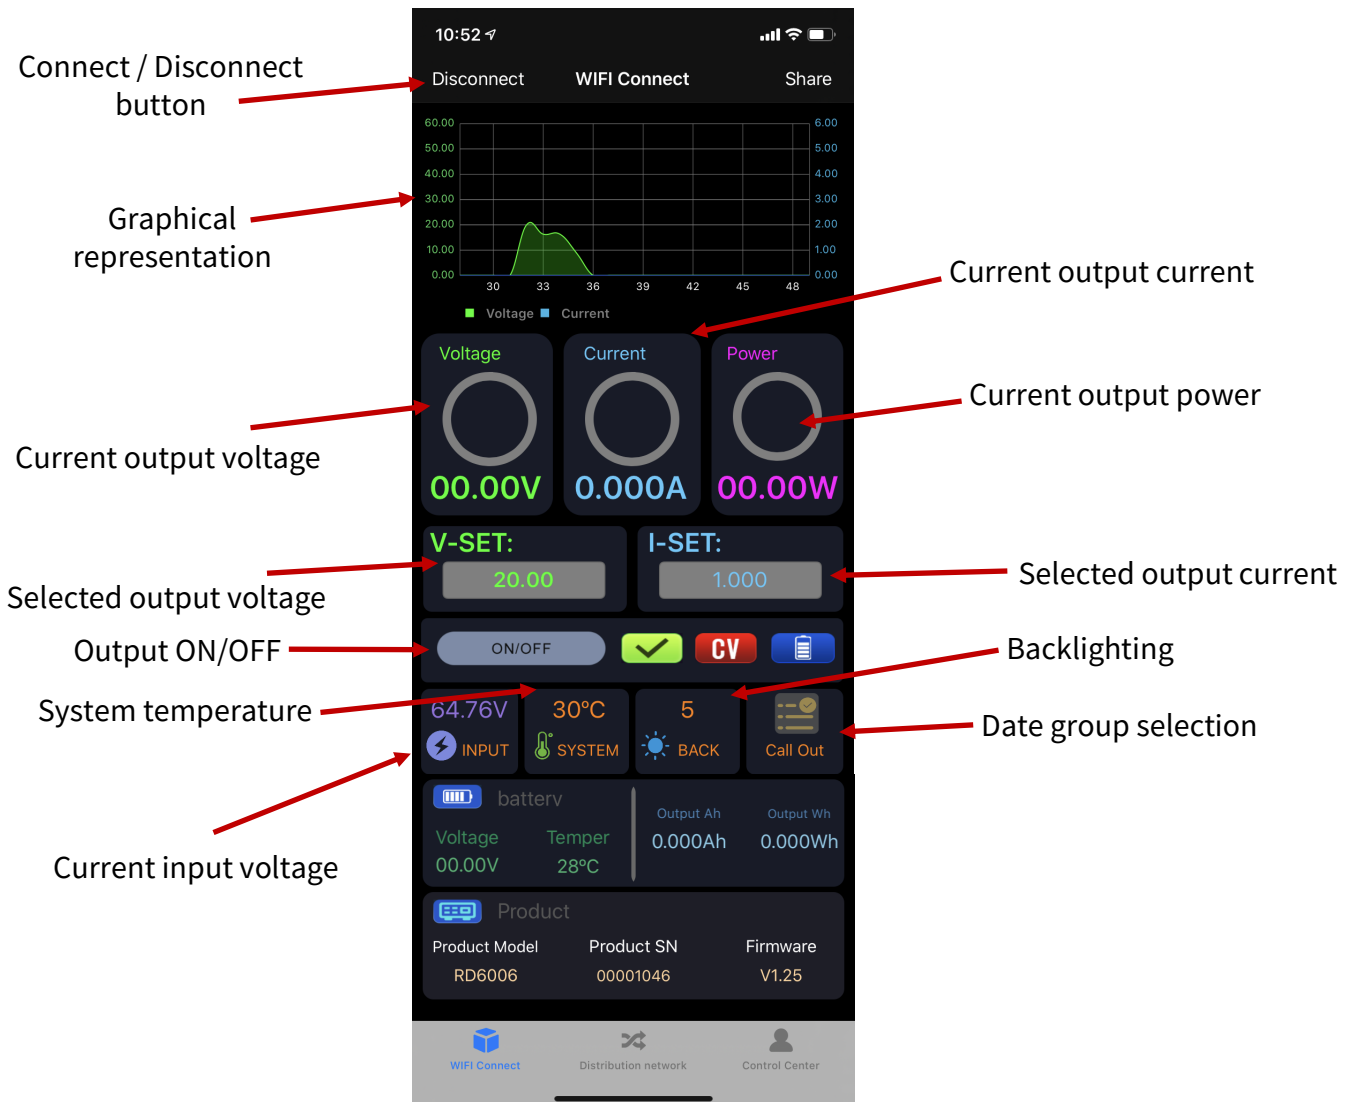 10:52
Connect / Disconnect
button
Disconnect WIFI Connect Share
60.00 6.00
50.00 5.00
40.00 4.00
30.00 3.00
20.00 2.00
10.00 1.00
0.00 0.00
30 33 36 39 42 45 48
Voltage Current
Graphical
representation
Current output current
Voltage Current Power
Current output power
Current output voltage
00.00V 0.000A 00.00W
V-SET: I-SET:
20.00 1.000
Selected output voltage
Selected output current
Output ON/OFF
ON/OFF CV
Backlighting
System temperature
64.76V 30°C 5
INPUT SYSTEM BACK Call Out
Date group selection
Current input voltage
battery
Output Ah Output Wh
Voltage Temper 0.000Ah 0.000Wh
00.00V 28°C
Product
Product Model Product SN Firmware
RD6006 00001046 V1.25
WIFI Connect Distribution network Control Center